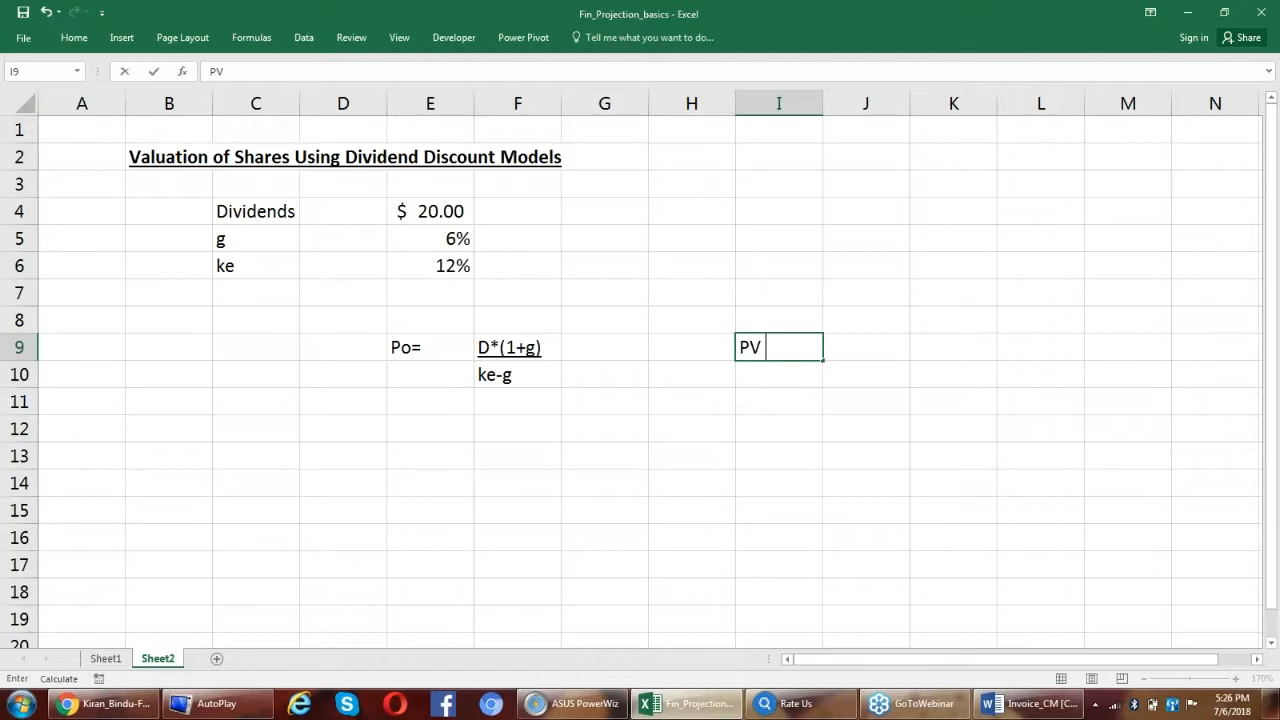 Fin_Projection_basics - Excel
File Home Insert Page Layout Formulas Data Review View Developer Power Pivot Tell me what you want to do... Sign in Share
I9 fx PV
A B C D E F G H I J K L M N
1
2 Valuation of Shares Using Dividend Discount Models
3
4 Dividends $ 20.00
5 g 6%
6 ke 12%
7
8
9 Po= D*(1+g) PV
10 ke-g
11
12
13
14
15
16
17
18
19
20
Sheet1 Sheet2
Enter Calculate 170%
Kiran_Bindu-F... AutoPlay ASUS PowerWiz Fin_Projection... Rate Us GoToWebinar Invoice_CM [C... 5:26 PM
7/6/2018